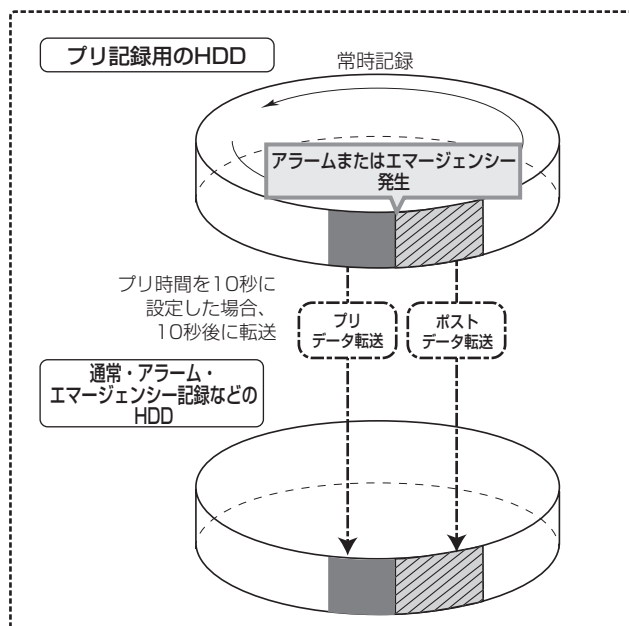 プリ記録用のHDD
常時記録
アラームまたはエマージェンシー
発生
プリ時間を10秒に
設定した場合、
10秒後に転送
プリ
データ転送
ポスト
データ転送
通常・アラーム・
エマージェンシー記録などの
HDD